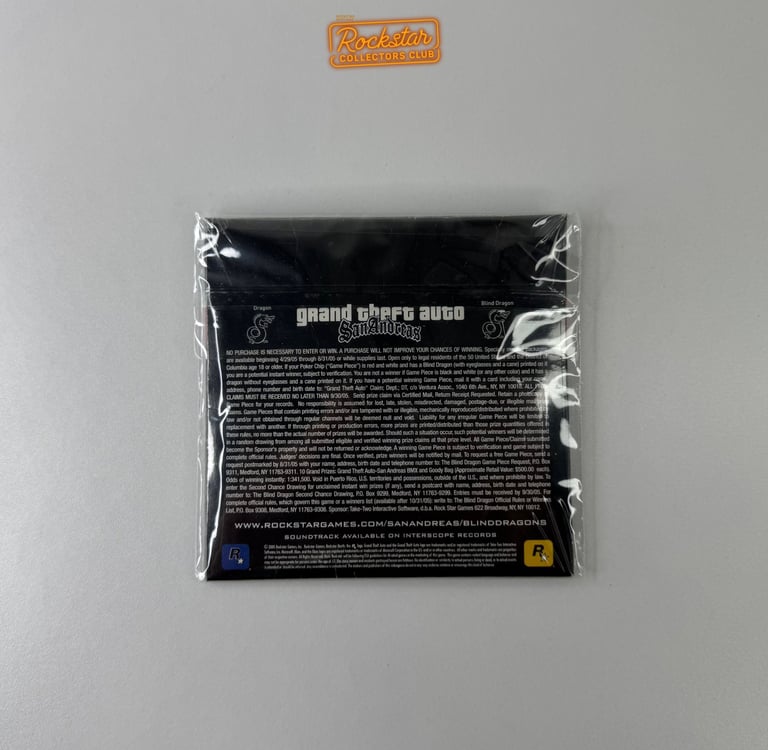 Rockstar
COLLECTORS CLUB
Dragon
Blind Dragon
grand theft auto
San Andreas
NO PURCHASE IS NECESSARY TO ENTER OR WIN. A PURCHASE WILL NOT IMPROVE YOUR CHANCES OF WINNING.
are available beginning 4/29/05 through 8/31/05 or while supplies last. Open only to legal residents of the 50 United
Columbia age 18 or older. If your Poker Chip ("Game Piece") is red and white and has a Blind Dragon (with eyeglasses and a cane) printed on
you are a potential instant winner, subject to verification. You are not a winner if Game Piece is black and white (or any other color) and it has
dragon without eyeglasses and a cane printed on it. If you have a potential winning Game Piece, mail it with a card including your
address, phone number and birth date to: "Grand Theft Auto" Claim; Dept.; DT, c/o Ventura Assoc., 1040 6th Ave., NY, NY 10018. ALL
CLAIMS MUST BE RECEIVED NO LATER THAN 9/30/05. Send prize claim via Certified Mail, Return Receipt Requested. Retain a
Game Piece for your records. No responsibility is assumed for lost, late, stolen, misdirected, damaged, postage-due, or illegible mail
claims. Game Pieces that contain printing errors and/or are tampered with or illegible, mechanically reproduced/distributed where prohibited
law and/or not obtained through regular channels will be deemed null and void. Liability for any irregular Game Piece will be limited to
replacement with another. If through printing or production errors, more prizes are printed/distributed than those prize quantities offered in
these rules, no more than the actual number of prizes will be awarded. Should such a situation occur, such potential winners will be determined
in a random drawing from among all submitted eligible and verified winning prize claims at that prize level. All Game Piece/Claims submitted
become the Sponsor's property and will not be returned or acknowledged. A winning Game Piece is subject to verification and game subject to
complete official rules. Judges' decisions are final. Once verified, prize winners will be notified by mail. To request a free Game Piece, send a
request postmarked by 8/31/05 with your name, address, birth date and telephone number to: The Blind Dragon Game Piece Request, P.O. Box
9311, Medford, NY 11763-9311. 10 Grand Prizes: Grand Theft Auto-San Andreas BMX and Goody Bag (Approximate Retail Value: $500.00 each).
Odds of winning instantly: 1:341,500. Void in Puerto Rico, U.S. territories and possessions, outside of the U.S., and where prohibited by law. To
enter the Second Chance Drawing for unclaimed instant win prizes (if any), send a postcard with name, address, birth date and telephone
number to: The Blind Dragon Second Chance Drawing, P.O. Box 9299, Medford, NY 11763-9299. Entries must be received by 9/30/05. For
complete official rules, which govern this game or a winners list (available after 10/31/05): write to: The Blind Dragon Official Rules or Winners
List, P.O. Box 9308, Medford, NY 11763-9308. Sponsor: Take-Two Interactive Software, d.b.a. Rock Star Games 622 Broadway, NY, NY 10012.
WWW.ROCKSTARGAMES.COM/SANANDREAS/BLINDDRAGONS
SOUNDTRACK AVAILABLE ON INTERSCOPE RECORDS
R
R